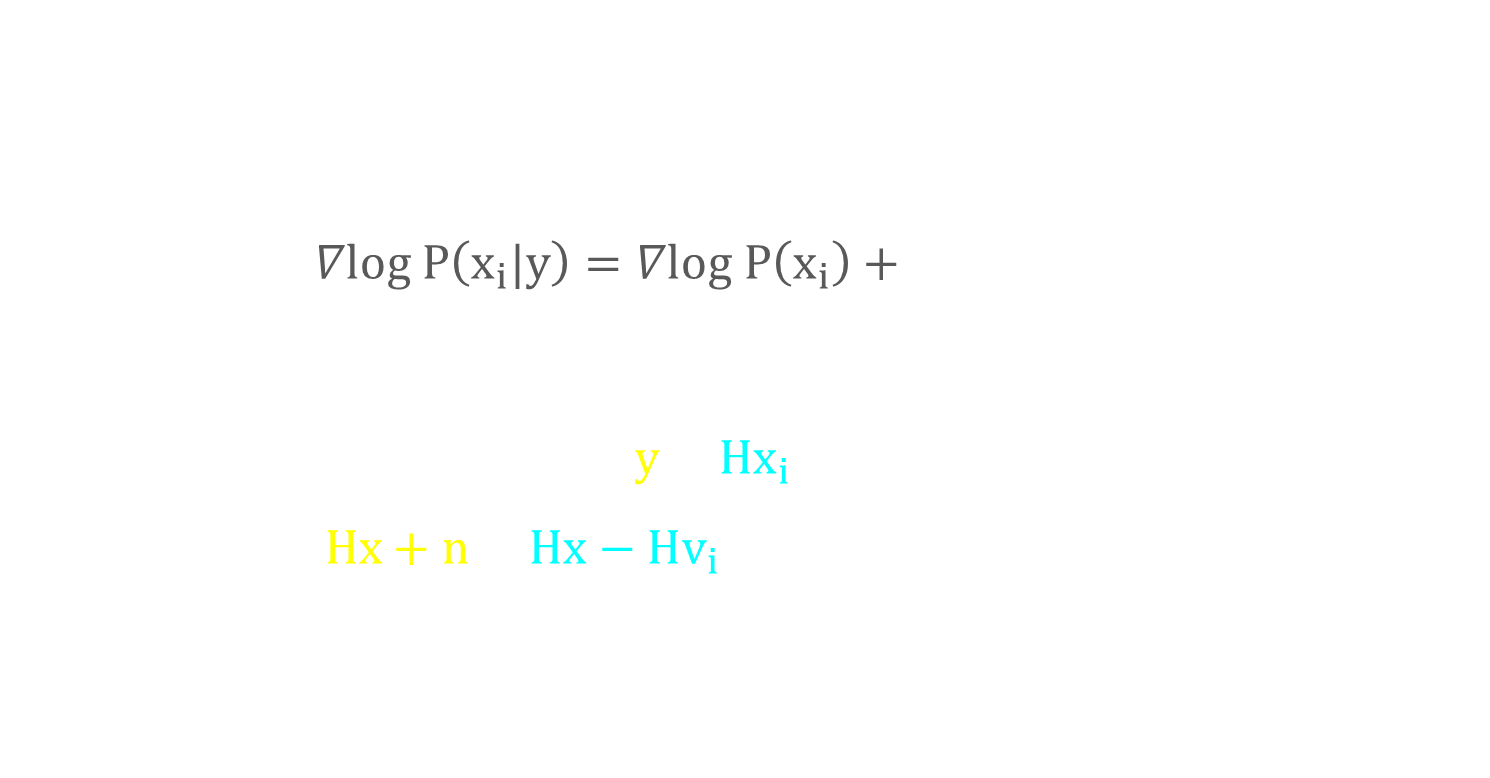 ∇log P(xᵢ|y) = ∇log P(xᵢ) +
y Hxᵢ
Hx + n Hx − Hvᵢ